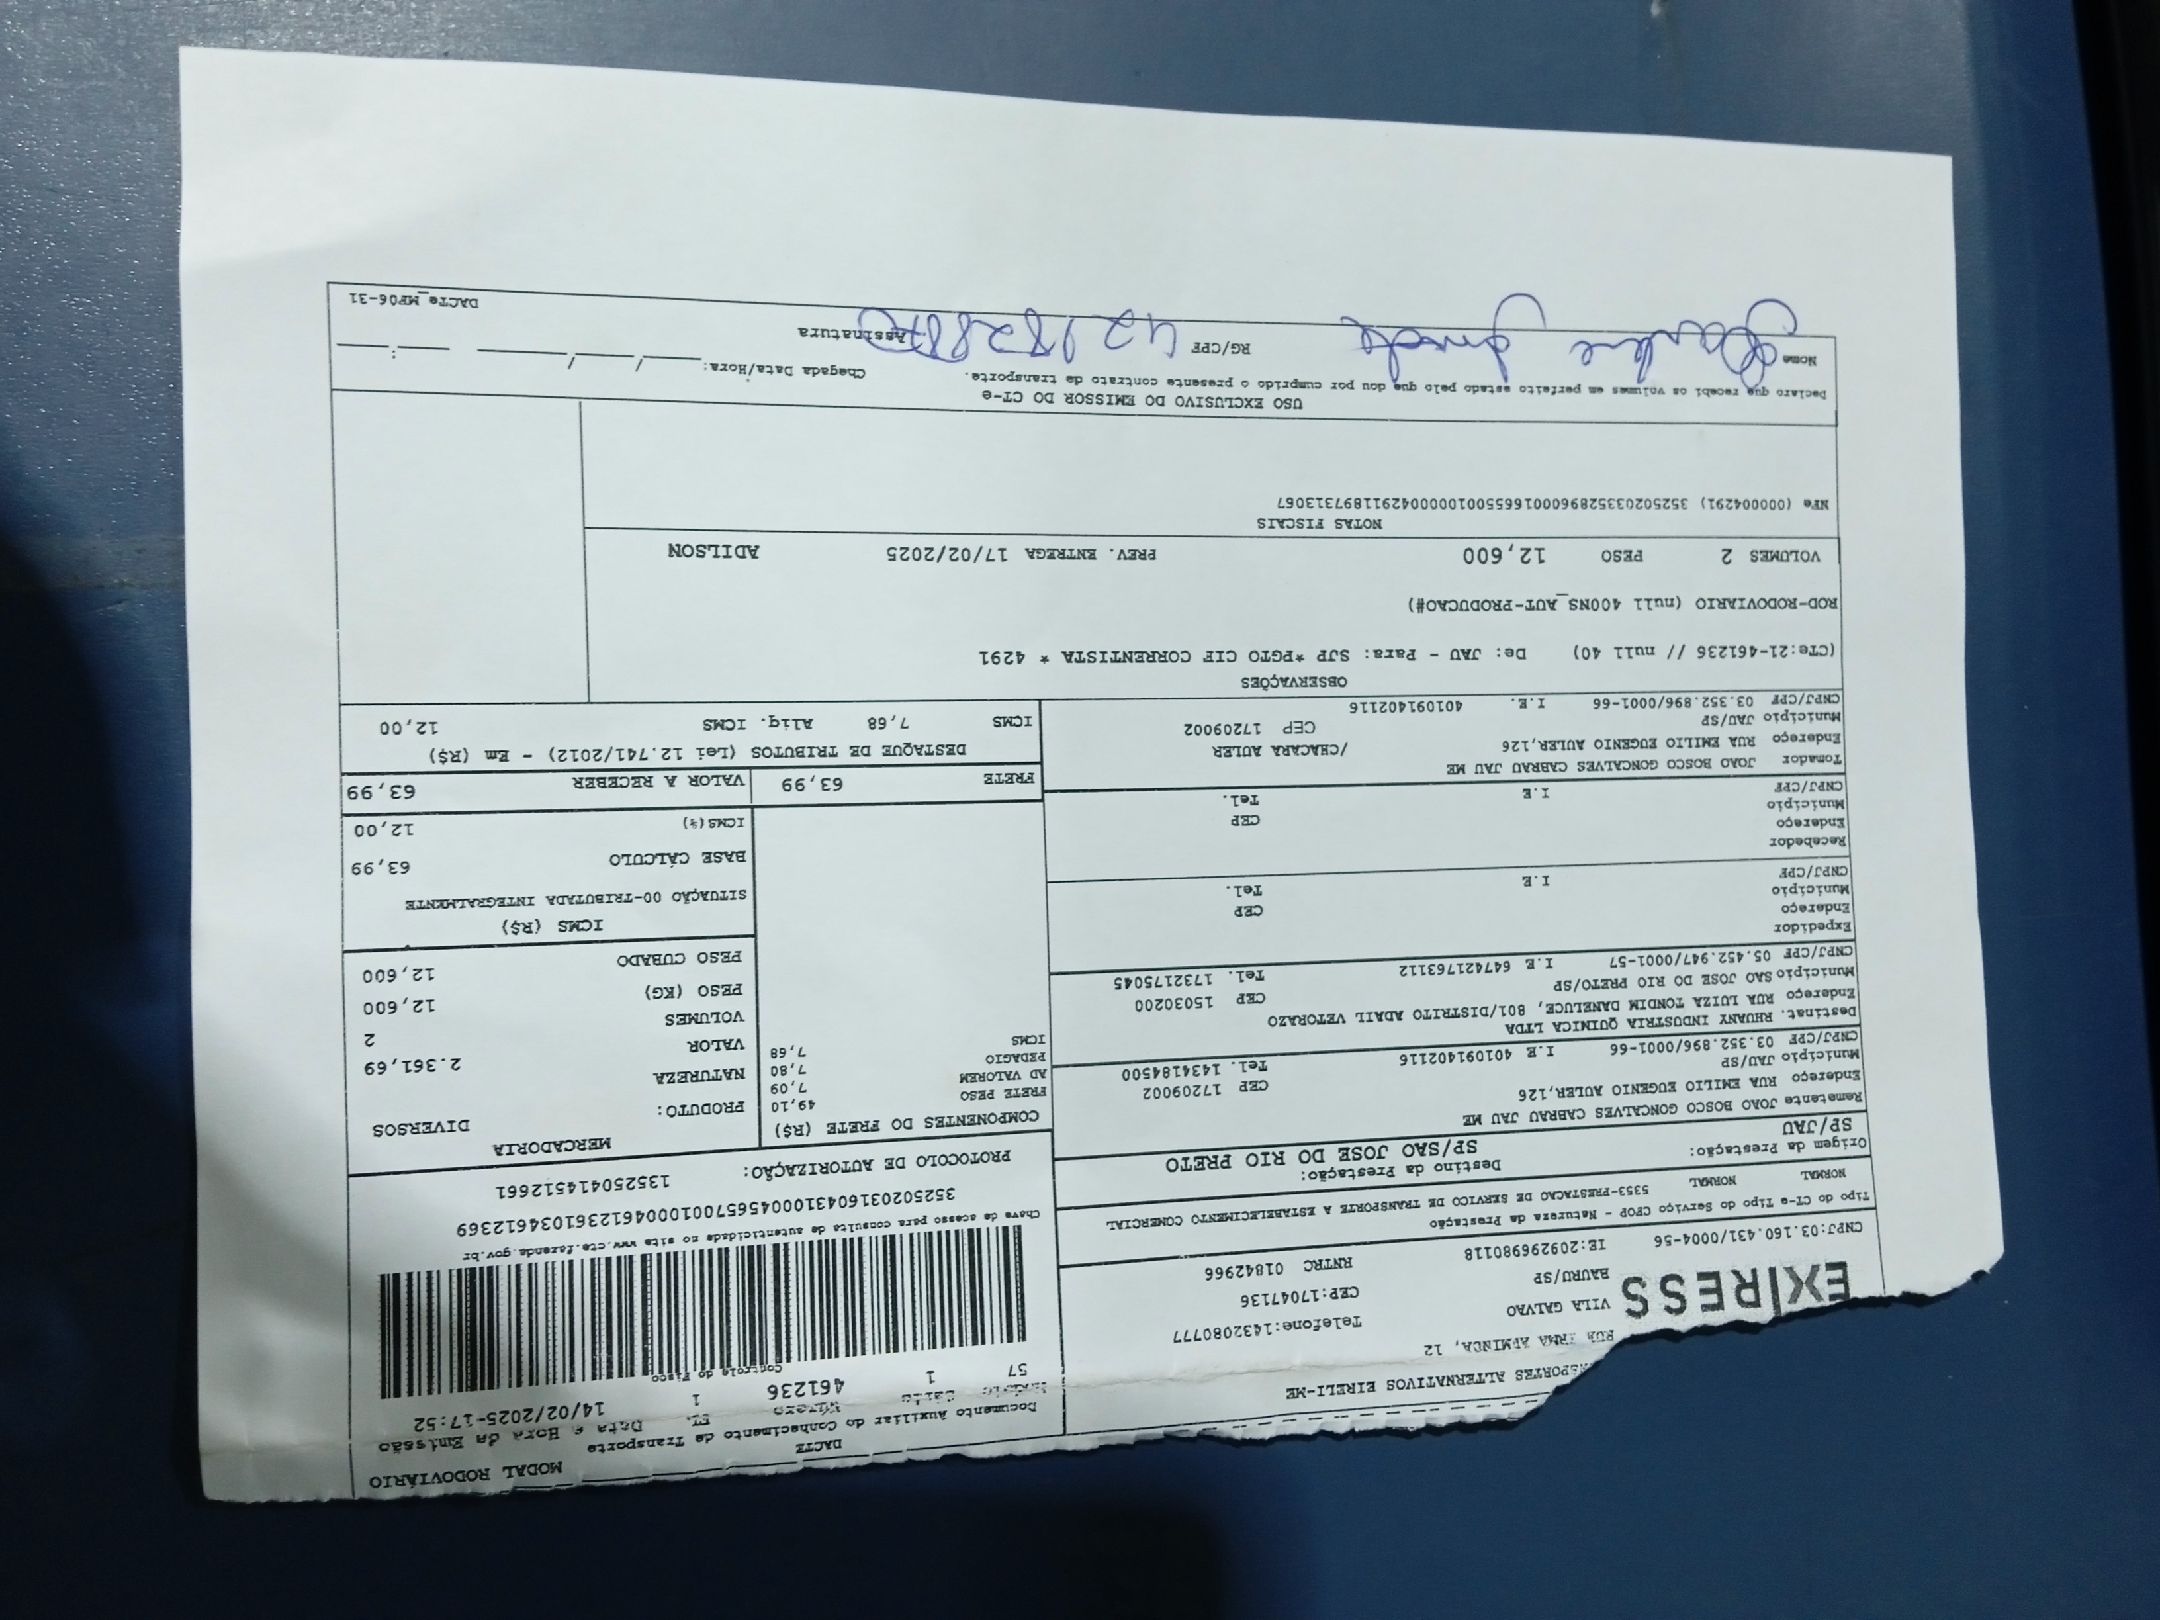 MODAL RODOVIÁRIO
DACTE
Documento Auxiliar do Conhecimento de Transporte
Modelo Série Número Fl. Data e Hora da Emissão
57 1 461236 1 14/02/2025-17:52
Controle do Fisco
Chave de acesso para consulta de autenticidade no site www.cte.fazenda.gov.br
35250203160431000456570010004612361034612369
PROTOCOLO DE AUTORIZAÇÃO: 135250414512661
ALTERNATIVOS EIRELI-ME
12
VILA GALVAO
BAURU/SP
Telefone:1432080777
CEP:17047136
RNTRC 01842966
EXPRESS
CNPJ:03.160.431/0004-56 IE:209296980118
Tipo do CT-e Tipo do Serviço CFOP - Natureza da Prestação
NORMAL NORMAL 5353-PRESTACAO DE SERVICO DE TRANSPORTE A ESTABELECIMENTO COMERCIAL
Origem da Prestação: Destino da Prestação:
SP/JAU SP/SAO JOSE DO RIO PRETO
Remetente JOAO BOSCO GONCALVES CABRAU JAU ME
Endereço RUA EMILIO EUGENIO AULER,126
Município JAU/SP CEP 17209002
CNPJ/CPF 03.352.896/0001-66 I.E 401091402116 Tel. 1434184500
Destinat. RHUANY INDUSTRIA QUIMICA LTDA
Endereço RUA LUIZA TONDIM DANELUCE, 801/DISTRITO ADAIL VETORAZO
Município SAO JOSE DO RIO PRETO/SP CEP 15030200
CNPJ/CPF 05.452.947/0001-57 I.E 647421763112 Tel. 1732175045
Expedidor
Endereço
Município CEP
CNPJ/CPF I.E Tel.
Recebedor
Endereço
Município CEP
CNPJ/CPF I.E Tel.
Tomador JOAO BOSCO GONCALVES CABRAU JAU ME
Endereço RUA EMILIO EUGENIO AULER,126 /CHACARA AULER
Município JAU/SP CEP 17209002
CNPJ/CPF 03.352.896/0001-66 I.E. 401091402116
COMPONENTES DO FRETE (R$)
FRETE PESO 49,10
AD VALOREM 7,09
PEDAGIO 7,80
ICMS 7,68
MERCADORIA
PRODUTO: DIVERSOS
NATUREZA
VALOR 2.361,69
VOLUMES 2
PESO (KG) 12,600
PESO CUBADO 12,600
ICMS (R$)
SITUAÇÃO 00-TRIBUTADA INTEGRALMENTE
BASE CÁLCULO 63,99
ICMS(%) 12,00
FRETE 63,99 VALOR A RECEBER 63,99
DESTAQUE DE TRIBUTOS (Lei 12.741/2012) - Em (R$)
ICMS 7,68 Aliq. ICMS 12,00
OBSERVAÇÕES
(CTe:21-461236 // null 40) De: JAU - Para: SJP *PGTO CIF CORRENTISTA * 4291
ROD-RODOVIARIO (null 400NS_AUT-PRODUCAO#)
VOLUMES 2 PESO 12,600 PREV. ENTREGA 17/02/2025 ADILSON
NOTAS FISCAIS
NFe (000004291) 35250203352896000166550010000042911897313067
USO EXCLUSIVO DO EMISSOR DO CT-e
Declaro que recebi os volumes em perfeito estado pelo que dou por cumprido o presente contrato de transporte.
Chegada Data/Hora: ____/____/____ ____:____
Nome RG/CPF Assinatura
DACTe_MF06-31